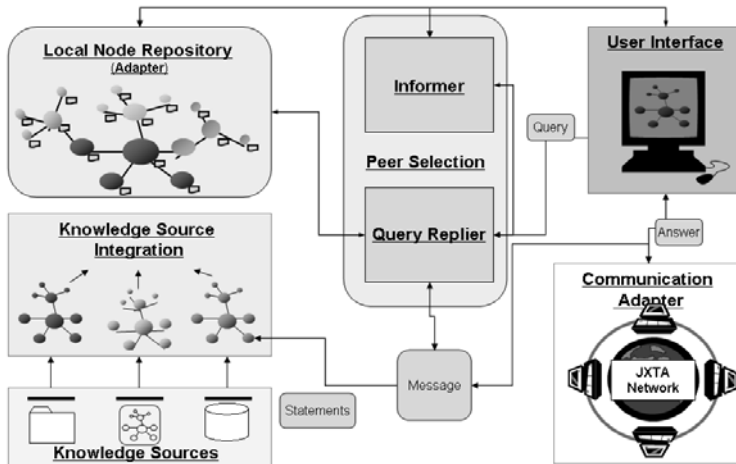 Local Node Repository
(Adapter)
Informer
Peer Selection
Query Replier
User Interface
Query
Answer
Knowledge Source
Integration
Communication
Adapter
JXTA
Network
Message
Statements
Knowledge Sources